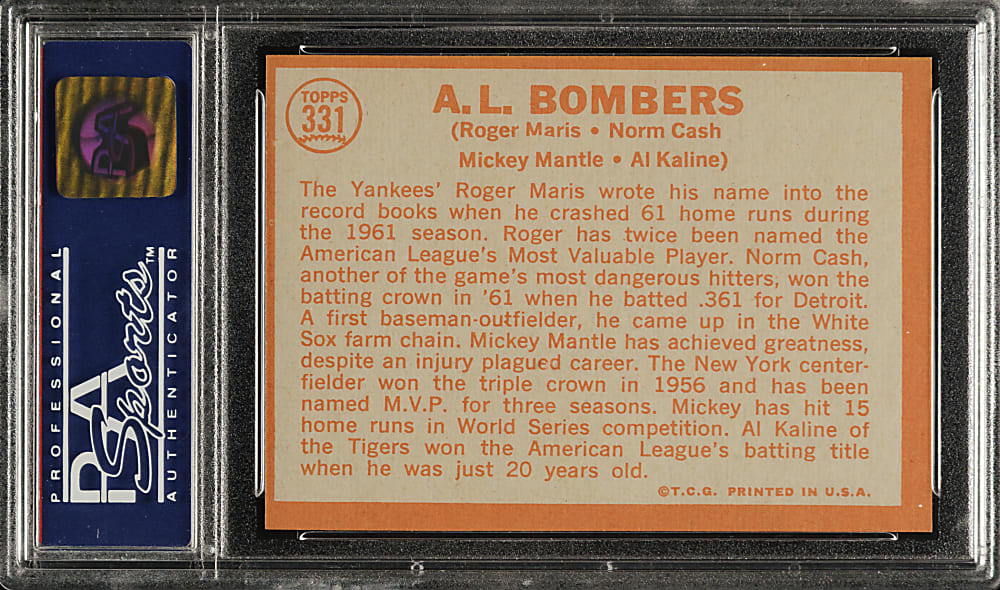 TOPPS
331
A. L. BOMBERS
(Roger Maris • Norm Cash
Mickey Mantle • Al Kaline)
The Yankees' Roger Maris wrote his name into the
record books when he crashed 61 home runs during
the 1961 season. Roger has twice been named the
American League's Most Valuable Player. Norm Cash,
another of the game's most dangerous hitters, won the
batting crown in '61 when he batted .361 for Detroit.
A first baseman-outfielder, he came up in the White
Sox farm chain. Mickey Mantle has achieved greatness,
despite an injury plagued career. The New York center-
fielder won the triple crown in 1956 and has been
named M.V.P. for three seasons. Mickey has hit 15
home runs in World Series competition. Al Kaline of
the Tigers won the American League's batting title
when he was just 20 years old.
©T.C.G. PRINTED IN U.S.A.
PSA
PROFESSIONAL
PSA
Sports™
AUTHENTICATOR